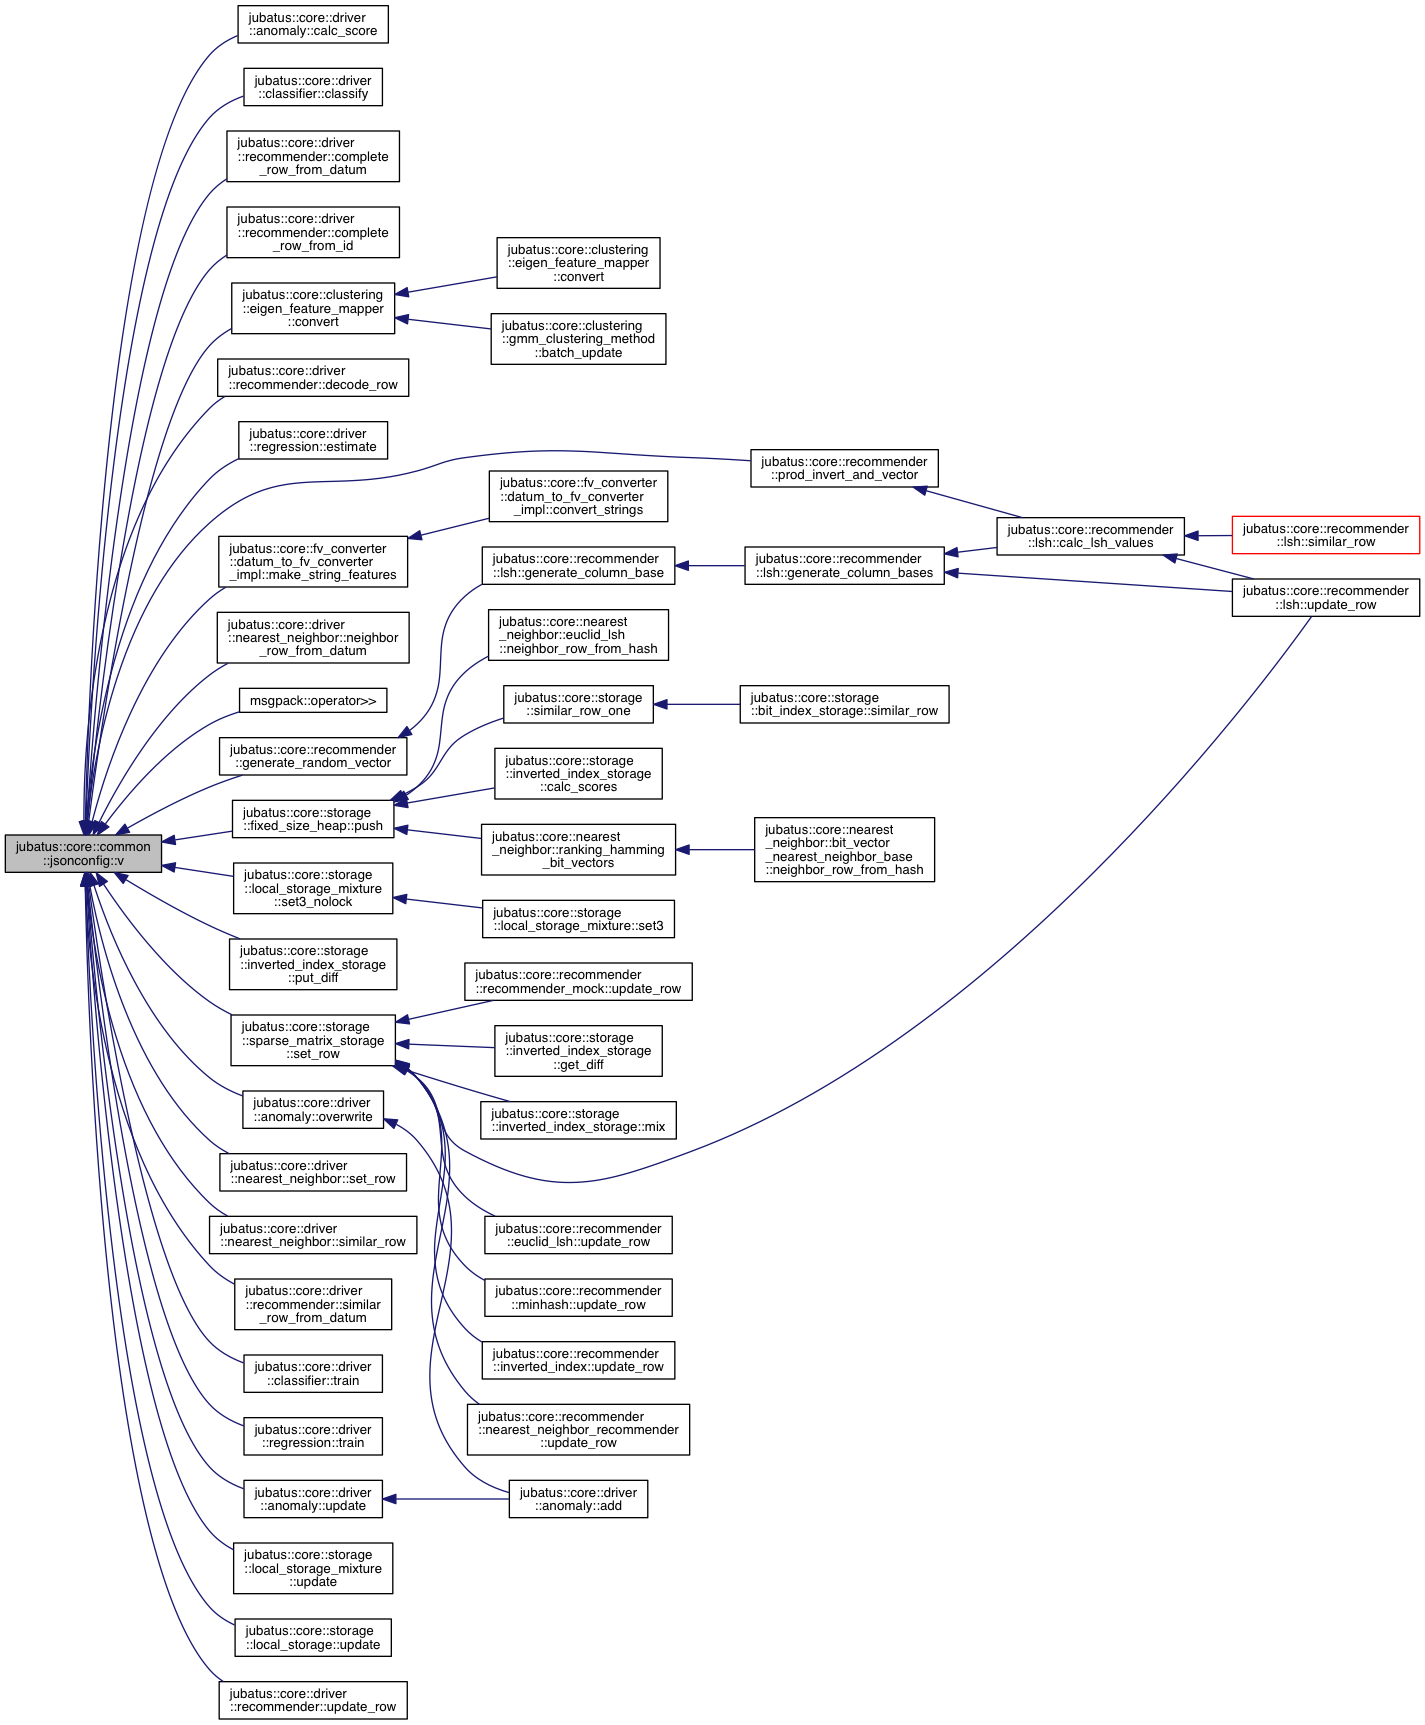 jubatus::core::driver
::anomaly::calc_score
jubatus::core::driver
::classifier::classify
jubatus::core::driver
::recommender::complete
_row_from_datum
jubatus::core::driver
::recommender::complete
_row_from_id
jubatus::core::clustering
::eigen_feature_mapper
::convert
jubatus::core::clustering
::eigen_feature_mapper
::convert
jubatus::core::clustering
::gmm_clustering_method
::batch_update
jubatus::core::driver
::recommender::decode_row
jubatus::core::driver
::regression::estimate
jubatus::core::recommender
::prod_invert_and_vector
jubatus::core::fv_converter
::datum_to_fv_converter
_impl::convert_strings
jubatus::core::recommender
::lsh::calc_lsh_values
jubatus::core::recommender
::lsh::similar_row
jubatus::core::fv_converter
::datum_to_fv_converter
_impl::make_string_features
jubatus::core::recommender
::lsh::generate_column_base
jubatus::core::recommender
::lsh::generate_column_bases
jubatus::core::recommender
::lsh::update_row
jubatus::core::driver
::nearest_neighbor::neighbor
_row_from_datum
jubatus::core::nearest
_neighbor::euclid_lsh
::neighbor_row_from_hash
msgpack::operator>>
jubatus::core::storage
::similar_row_one
jubatus::core::storage
::bit_index_storage::similar_row
jubatus::core::recommender
::generate_random_vector
jubatus::core::storage
::inverted_index_storage
::calc_scores
jubatus::core::storage
::fixed_size_heap::push
jubatus::core::nearest
_neighbor::ranking_hamming
_bit_vectors
jubatus::core::nearest
_neighbor::bit_vector
_nearest_neighbor_base
::neighbor_row_from_hash
jubatus::core::common
::jsonconfig::v
jubatus::core::storage
::local_storage_mixture
::set3_nolock
jubatus::core::storage
::local_storage_mixture::set3
jubatus::core::storage
::inverted_index_storage
::put_diff
jubatus::core::recommender
::recommender_mock::update_row
jubatus::core::storage
::sparse_matrix_storage
::set_row
jubatus::core::storage
::inverted_index_storage
::get_diff
jubatus::core::driver
::anomaly::overwrite
jubatus::core::storage
::inverted_index_storage::mix
jubatus::core::driver
::nearest_neighbor::set_row
jubatus::core::driver
::nearest_neighbor::similar_row
jubatus::core::recommender
::euclid_lsh::update_row
jubatus::core::driver
::recommender::similar
_row_from_datum
jubatus::core::recommender
::minhash::update_row
jubatus::core::driver
::classifier::train
jubatus::core::recommender
::inverted_index::update_row
jubatus::core::driver
::regression::train
jubatus::core::recommender
::nearest_neighbor_recommender
::update_row
jubatus::core::driver
::anomaly::update
jubatus::core::driver
::anomaly::add
jubatus::core::storage
::local_storage_mixture
::update
jubatus::core::storage
::local_storage::update
jubatus::core::driver
::recommender::update_row